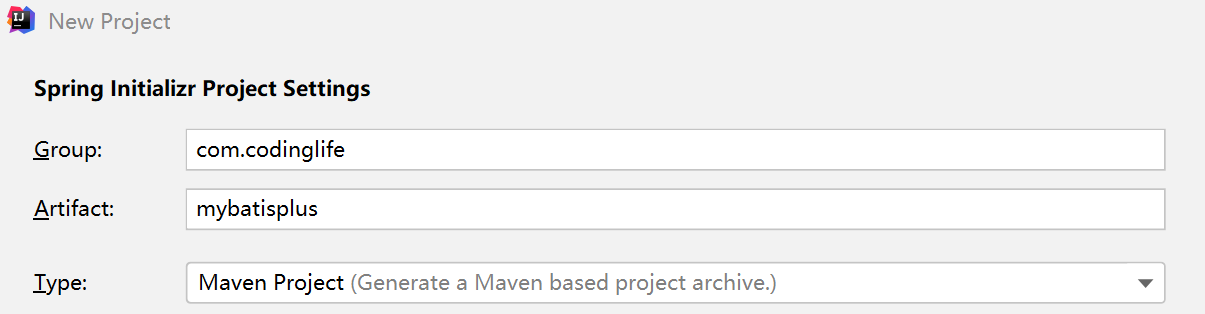 New Project
Spring Initializr Project Settings
Group: com.codinglife
Artifact: mybatisplus
Type: Maven Project (Generate a Maven based project archive.)